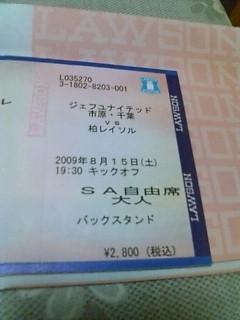 LAWSON
L035270
3-1802-8203-001
ジェフユナイテッド
市原・千葉
vs
柏レイソル
2009年8月15日(土)
19:30 キックオフ
SA自由席
大人
バックスタンド
¥2,800 (税込)
LAWSON
LAWSON
LAWSON